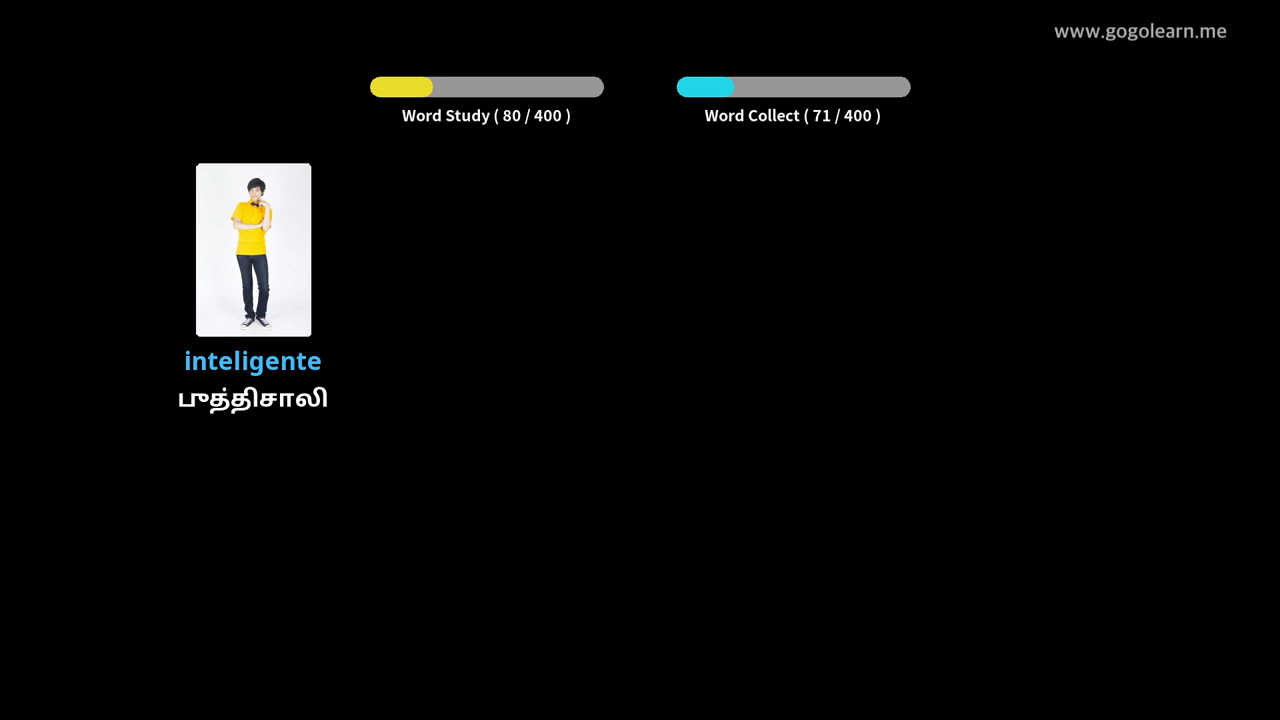 www.gogolearn.me
Word Study ( 80 / 400 )
Word Collect ( 71 / 400 )
inteligente
புத்திசாலி